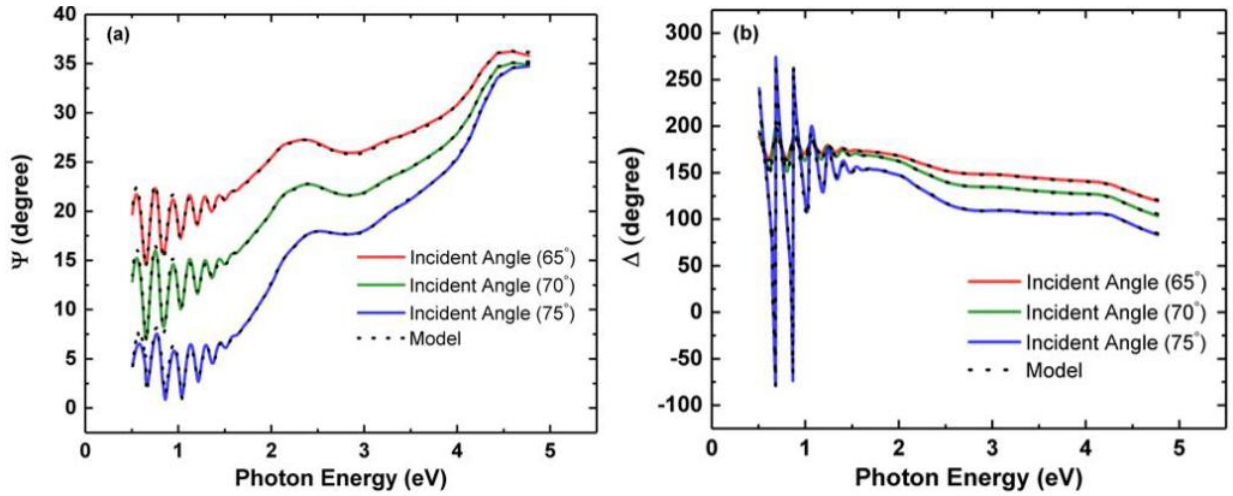 (a)
40
35
30
25
20
15
10
5
0
Ψ (degree)
Incident Angle (65°)
Incident Angle (70°)
Incident Angle (75°)
Model
0 1 2 3 4 5
Photon Energy (eV)
(b)
300
250
200
150
100
50
0
-50
-100
Δ (degree)
Incident Angle (65°)
Incident Angle (70°)
Incident Angle (75°)
Model
0 1 2 3 4 5
Photon Energy (eV)